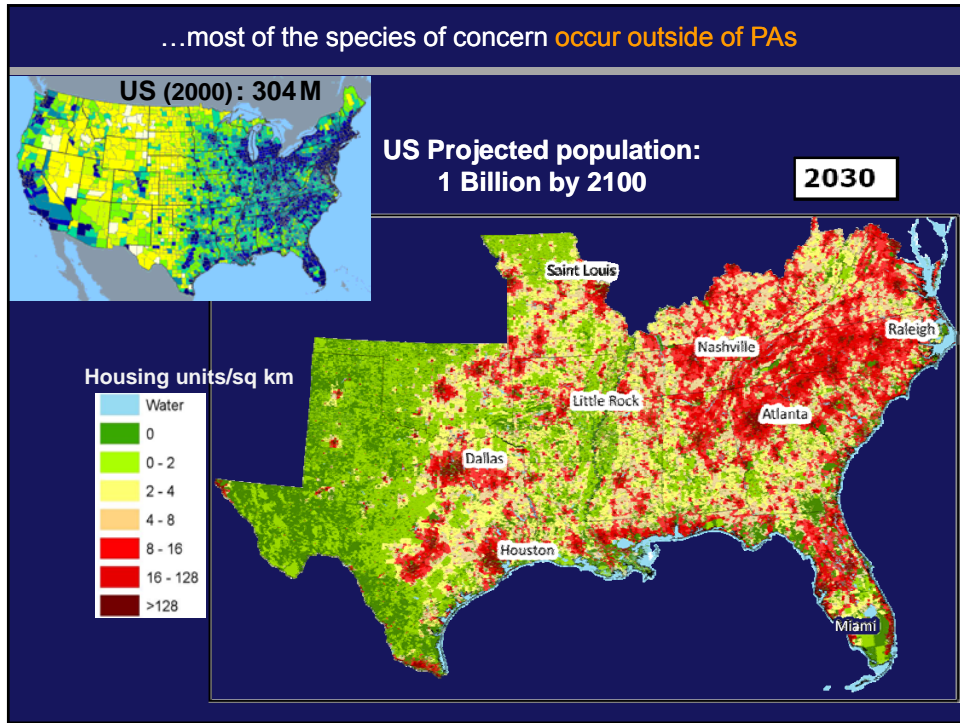 …most of the species of concern occur outside of PAs
US (2000): 304 M
US Projected population:
1 Billion by 2100
2030
Saint Louis
Raleigh
Nashville
Little Rock
Atlanta
Dallas
Houston
Miami
Housing units/sq km
Water
0
0 - 2
2 - 4
4 - 8
8 - 16
16 - 128
>128